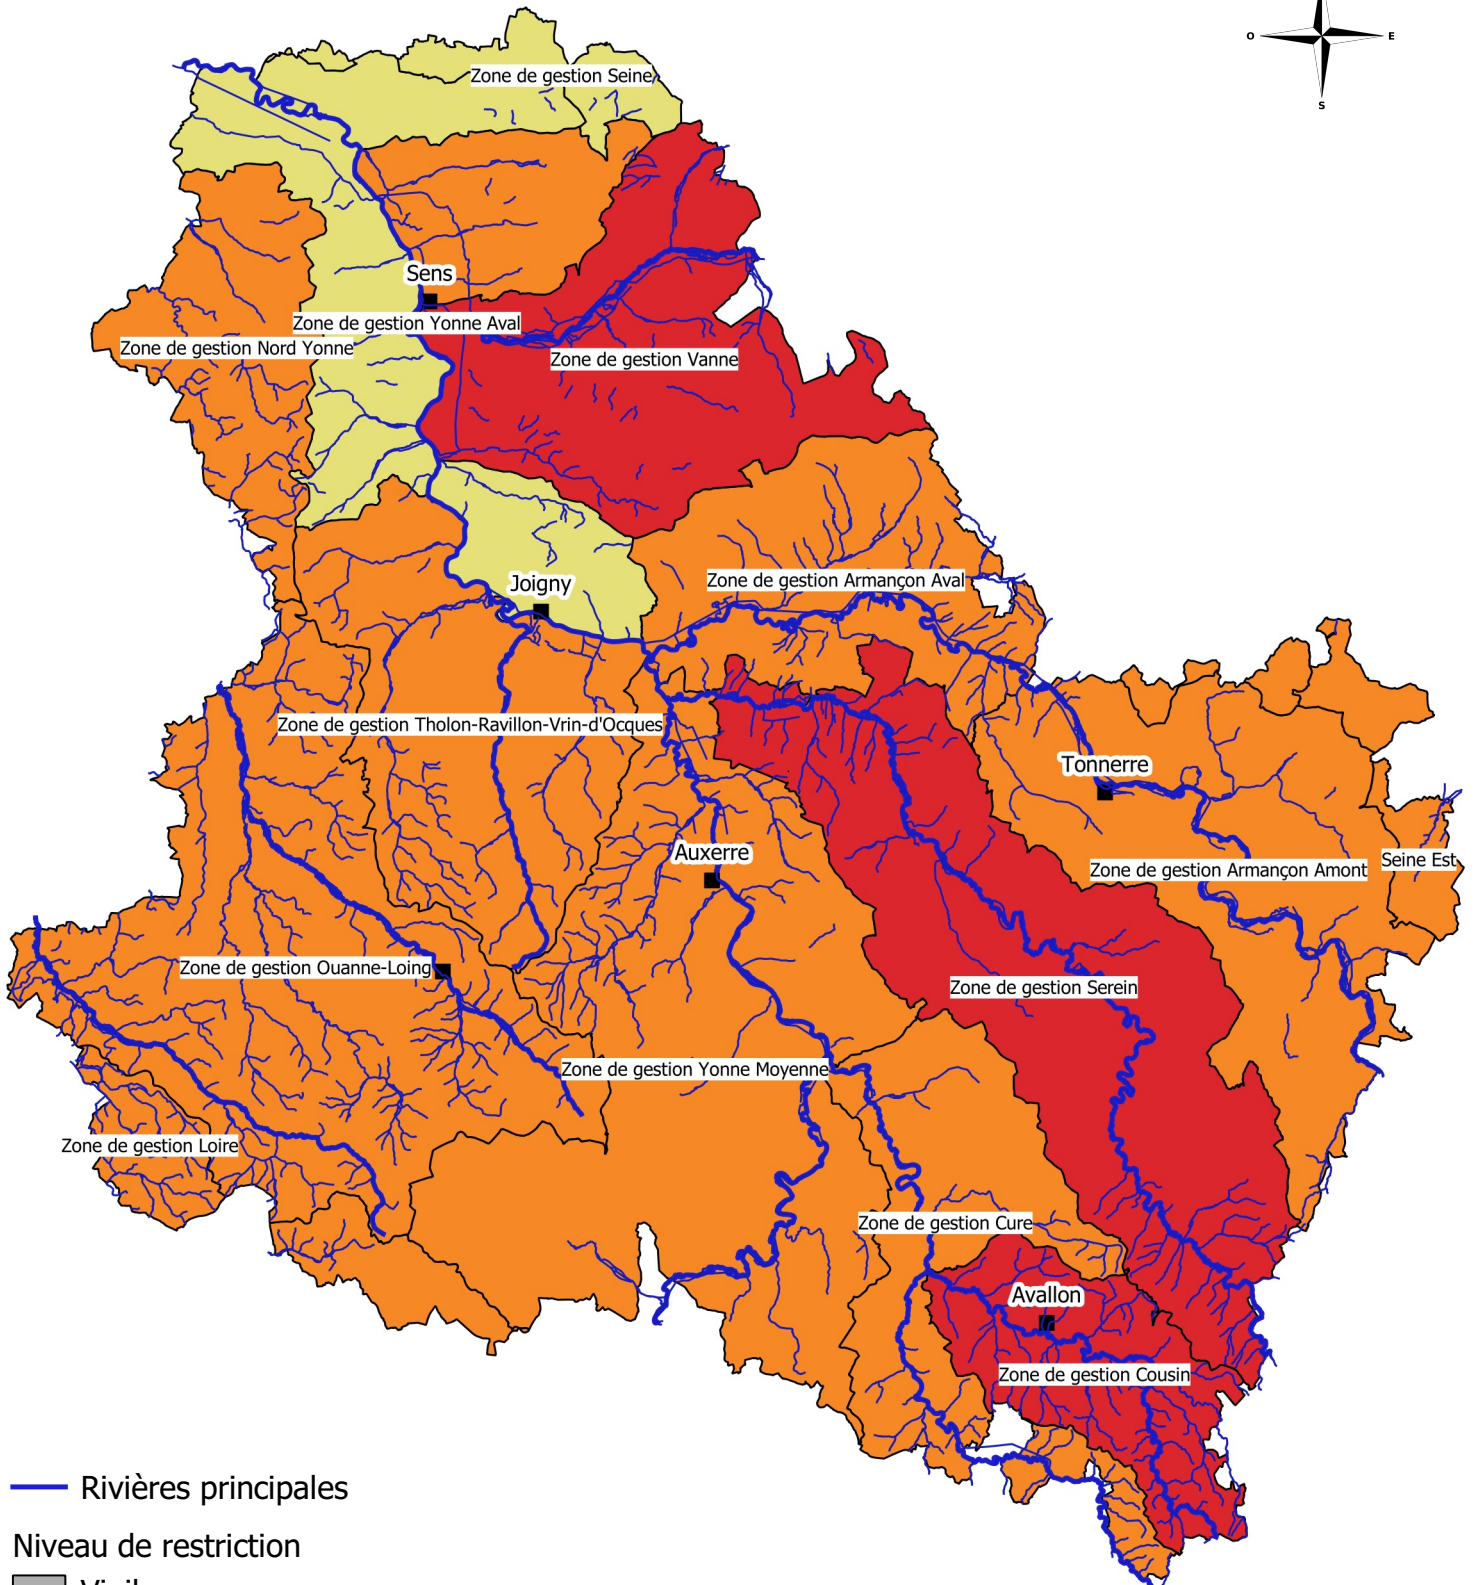 O
E
S
Zone de gestion Seine
Sens
Zone de gestion Yonne Aval
Zone de gestion Nord Yonne
Zone de gestion Vanne
Joigny
Zone de gestion Armançon Aval
Zone de gestion Tholon-Ravillon-Vrin-d'Ocques
Tonnerre
Auxerre
Zone de gestion Armançon Amont
Seine Est
Zone de gestion Ouanne-Loing
Zone de gestion Serein
Zone de gestion Yonne Moyenne
Zone de gestion Loire
Zone de gestion Cure
Avallon
Zone de gestion Cousin
Rivières principales
Niveau de restriction